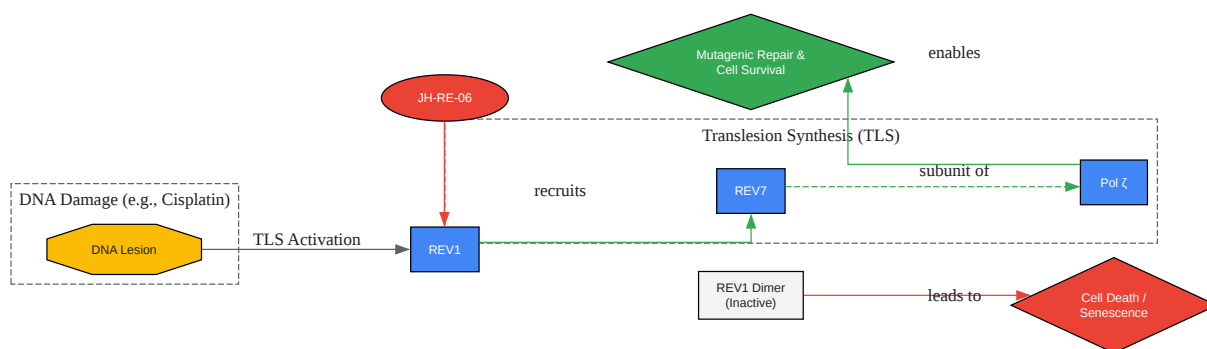 Mutagenic Repair &
Cell Survival
enables
JH-RE-06
Translesion Synthesis (TLS)
DNA Damage (e.g., Cisplatin)
recruits
REV7
subunit of
Pol ζ
DNA Lesion
TLS Activation
REV1
REV1 Dimer
(Inactive)
leads to
Cell Death /
Senescence